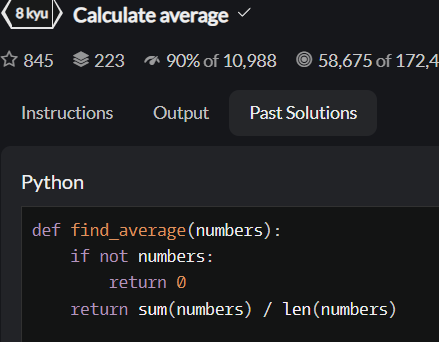 8 kyu Calculate average
845 223 90% of 10,988 58,675 of 172,4
Instructions Output Past Solutions
Python
def find_average(numbers):
    if not numbers:
        return 0
    return sum(numbers) / len(numbers)